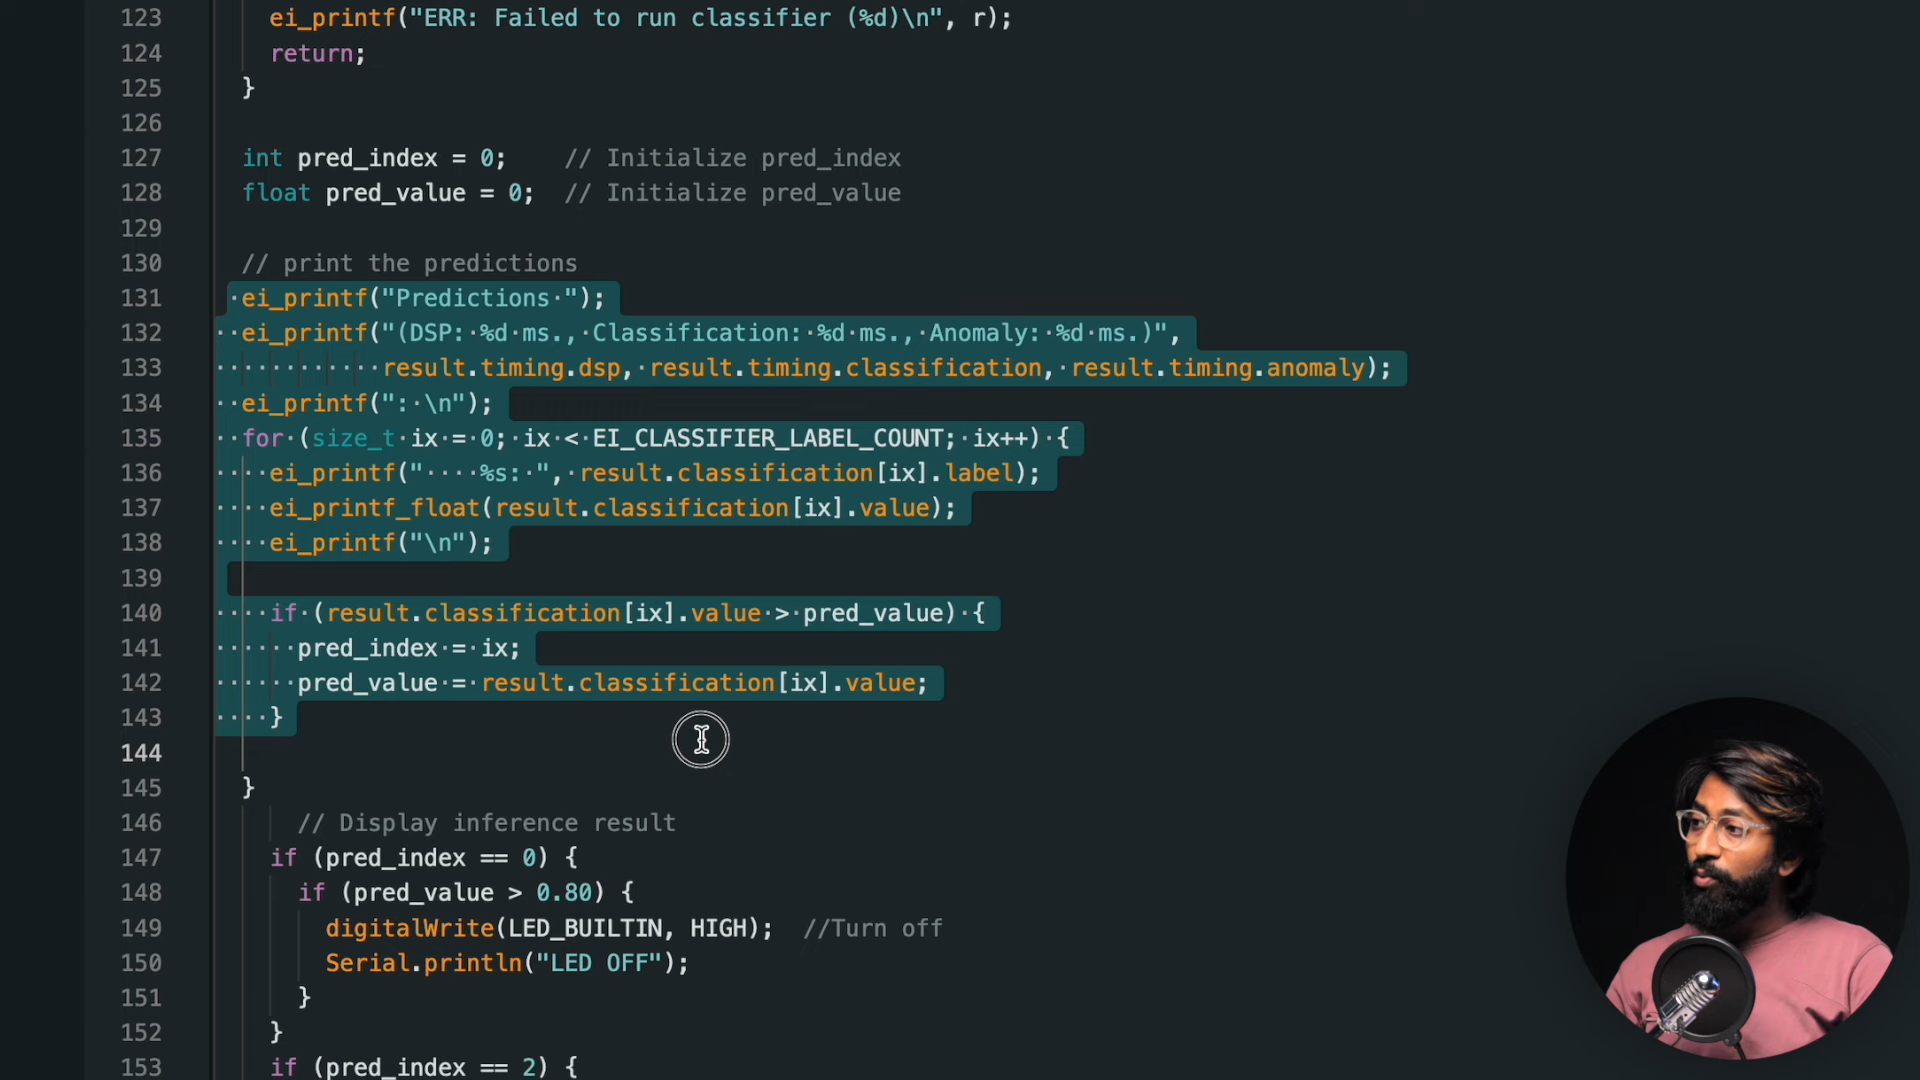 123 ei_printf("ERR: Failed to run classifier (%d)\n", r);
124 return;
125 }
126
127 int pred_index = 0; // Initialize pred_index
128 float pred_value = 0; // Initialize pred_value
129
130 // print the predictions
131 ei_printf("Predictions ");
132 ei_printf("(DSP: %d ms., Classification: %d ms., Anomaly: %d ms.)",
133 result.timing.dsp, result.timing.classification, result.timing.anomaly);
134 ei_printf(": \n");
135 for (size_t ix = 0; ix < EI_CLASSIFIER_LABEL_COUNT; ix++) {
136 ei_printf("    %s: ", result.classification[ix].label);
137 ei_printf_float(result.classification[ix].value);
138 ei_printf("\n");
139
140 if (result.classification[ix].value > pred_value) {
141 pred_index = ix;
142 pred_value = result.classification[ix].value;
143 }
144
145 }
146 // Display inference result
147 if (pred_index == 0) {
148 if (pred_value > 0.80) {
149 digitalWrite(LED_BUILTIN, HIGH); //Turn off
150 Serial.println("LED OFF");
151 }
152 }
153 if (pred_index == 2) {